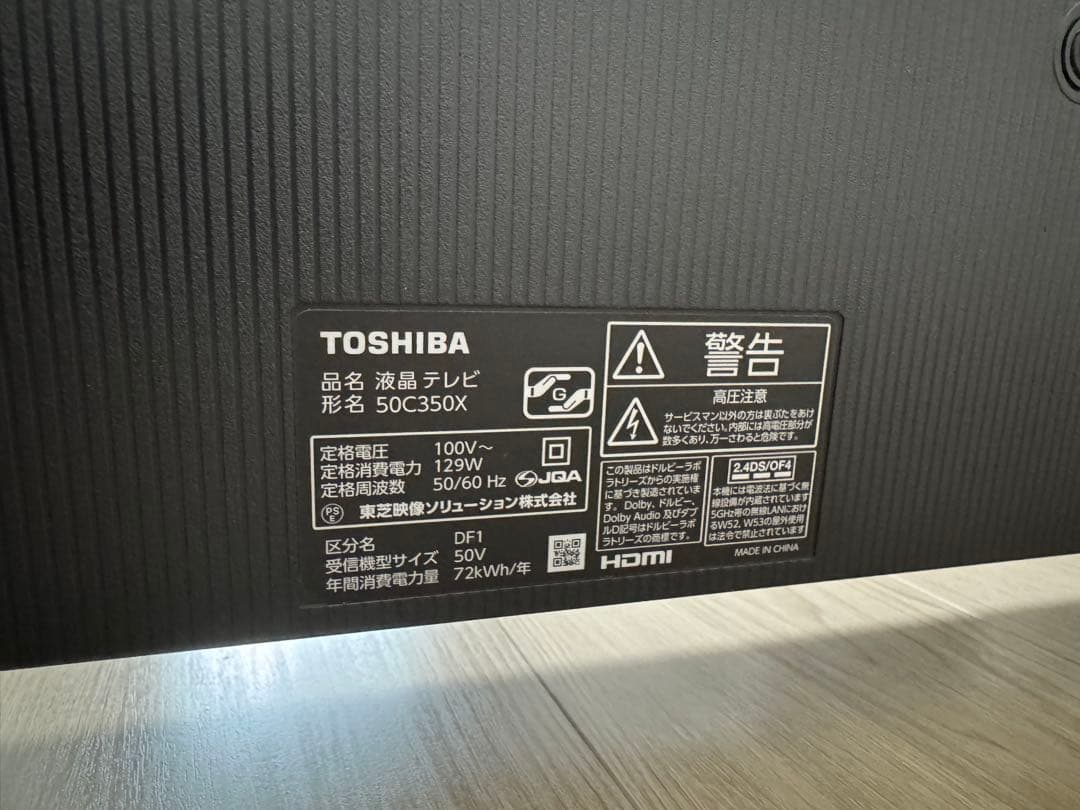 TOSHIBA
品名 液晶テレビ
形名 50C350X
G
定格電圧 100V～
定格消費電力 129W
定格周波数 50/60 Hz
JQA
PS
E
東芝映像ソリューション株式会社
区分名 DF1
受信機型サイズ 50V
年間消費電力量 72kWh/年
警告
高圧注意
サービスマン以外の方は裏ぶたをあけ
ないでください。内部には高電圧部分が
数多くあり、万一さわると危険です。
この製品はドルビーラボ
ラトリーズからの実施権
に基づき製造されていま
す。Dolby、ドルビー、
Dolby Audio 及びダブ
ルD記号はドルビーラボ
ラトリーズの商標です。
2.4DS/OF4
本機には電波法に基づく無
線設備が内蔵されています
5GHz帯の無線LANにおけ
るW52、W53の屋外使用
は法令で禁止されています
HDMI
MADE IN CHINA